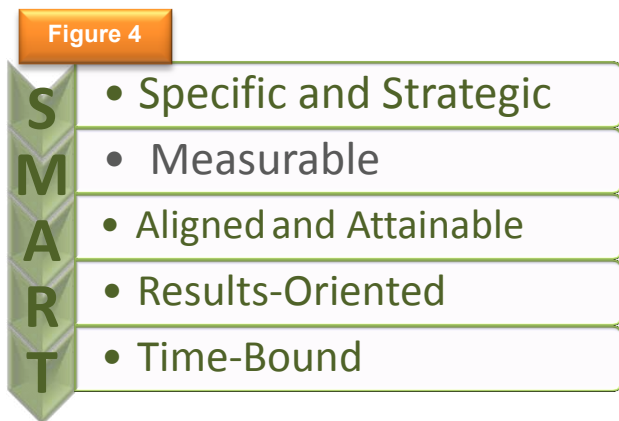 Figure 4
S • Specific and Strategic
M • Measurable
A • Aligned and Attainable
R • Results-Oriented
T • Time-Bound